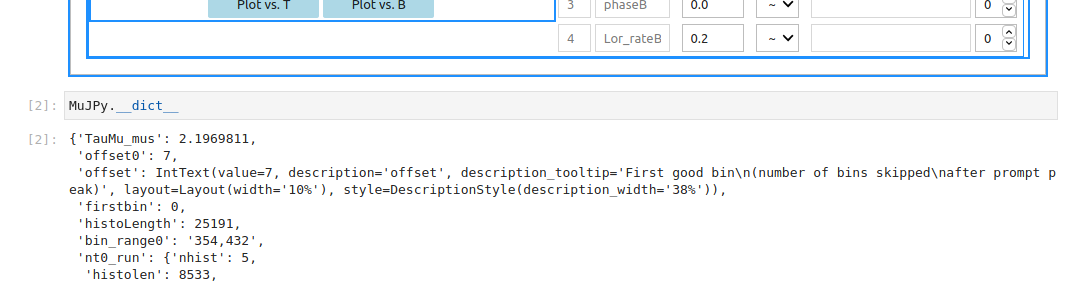 Plot vs. T Plot vs. B 3 phaseB 0.0 ~ 0
4 Lor_rateB 0.2 ~ 0
[2]: MuJPy.__dict__
[2]: {'TauMu_mus': 2.1969811,
'offset0': 7,
'offset': IntText(value=7, description='offset', description_tooltip='First good bin\n(number of bins skipped\nafter prompt p
eak)', layout=Layout(width='10%'), style=DescriptionStyle(description_width='38%')),
'firstbin': 0,
'histoLength': 25191,
'bin_range0': '354,432',
'nt0_run': {'nhist': 5,
'histolen': 8533,